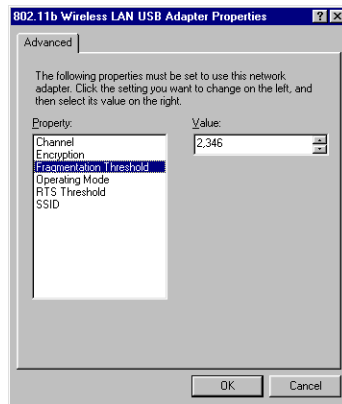 802.11b Wireless LAN USB Adapter Properties
Advanced
The following properties must be set to use this network
adapter. Click the setting you want to change on the left, and
then select its value on the right.
Property:
Value:
Channel
Encryption
Fragmentation Threshold
Operating Mode
RTS Threshold
SSID
2,346
OK
Cancel